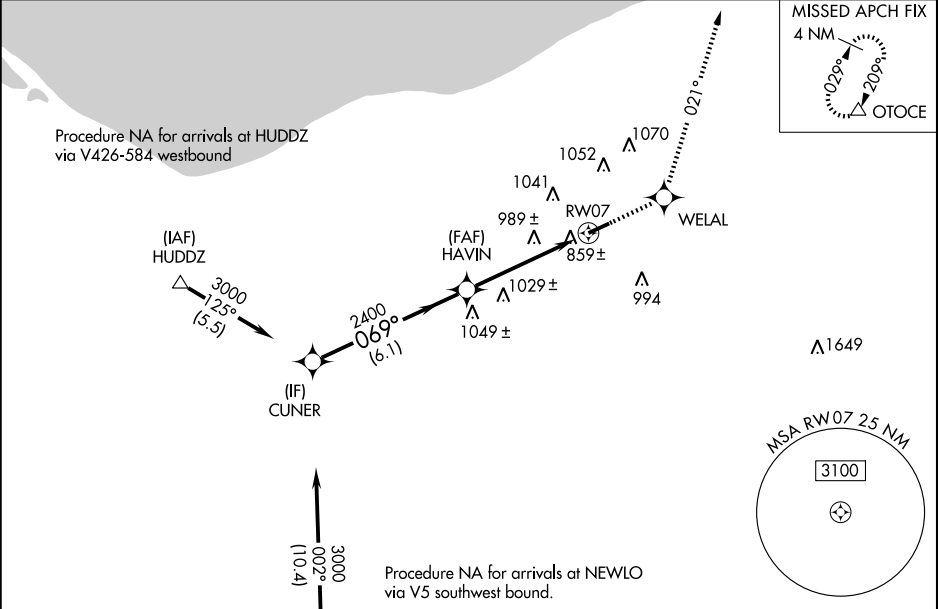 MISSED APCH FIX
4 NM
029°
209°
OTOCE
021°
Procedure NA for arrivals at HUDDZ
via V426-584 westbound
1070
1052
1041
RW07
989 ±
WELAL
859 ±
(FAF)
HAVIN
(IAF)
HUDDZ
1029 ±
994
3000
125°
(5.5)
2400
069°
(6.1)
1049 ±
1649
(IF)
CUNER
MSA RW07 25 NM
3100
3000
002°
(10.4)
Procedure NA for arrivals at NEWLO
via V5 southwest bound.